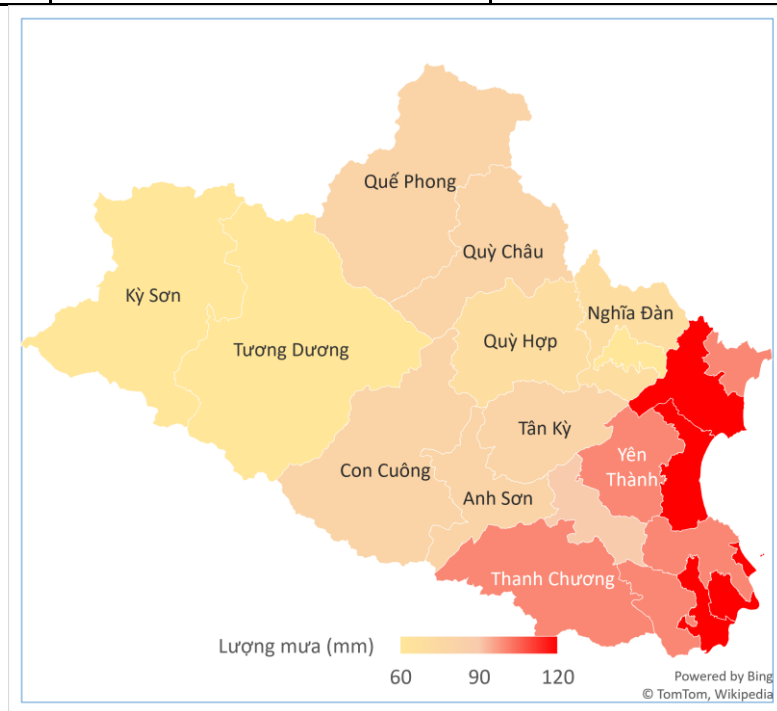 Quế Phong
Quỳ Châu
Kỳ Sơn
Nghĩa Đàn
Quỳ Hợp
Tương Dương
Tân Kỳ
Yên
Thành
Con Cuông
Anh Sơn
Thanh Chương
Lượng mưa (mm)
60 90 120
Powered by Bing
© TomTom, Wikipedia